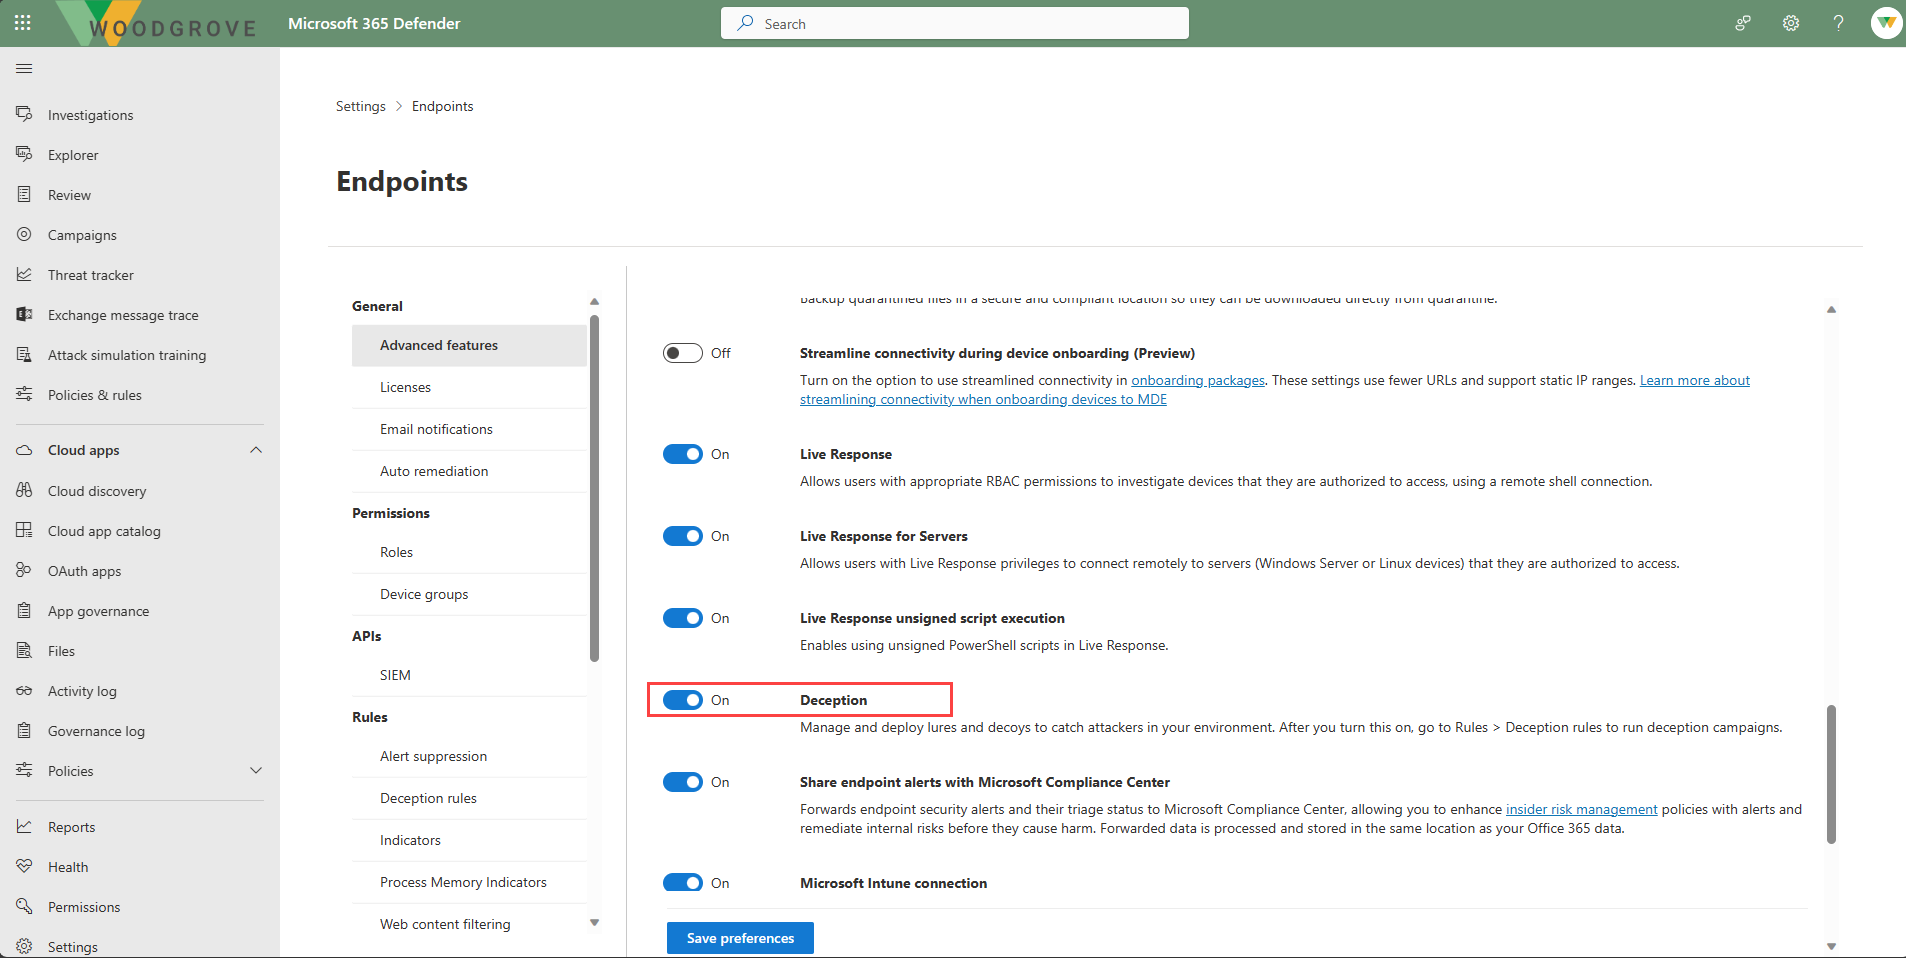 WOODGROVE
Microsoft 365 Defender
Search
Investigations
Explorer
Review
Campaigns
Threat tracker
Exchange message trace
Attack simulation training
Policies & rules
Cloud apps
Cloud discovery
Cloud app catalog
OAuth apps
App governance
Files
Activity log
Governance log
Policies
Reports
Health
Permissions
Settings
Settings > Endpoints
Endpoints
General
Advanced features
Licenses
Email notifications
Auto remediation
Permissions
Roles
Device groups
APIs
SIEM
Rules
Alert suppression
Deception rules
Indicators
Process Memory Indicators
Web content filtering
Backup quarantined files in a secure and compliant location so they can be downloaded directly from quarantine.
Off
Streamline connectivity during device onboarding (Preview)
Turn on the option to use streamlined connectivity in onboarding packages. These settings use fewer URLs and support static IP ranges. Learn more about
streamlining connectivity when onboarding devices to MDE
On
Live Response
Allows users with appropriate RBAC permissions to investigate devices that they are authorized to access, using a remote shell connection.
On
Live Response for Servers
Allows users with Live Response privileges to connect remotely to servers (Windows Server or Linux devices) that they are authorized to access.
On
Live Response unsigned script execution
Enables using unsigned PowerShell scripts in Live Response.
On
Deception
Manage and deploy lures and decoys to catch attackers in your environment. After you turn this on, go to Rules > Deception rules to run deception campaigns.
On
Share endpoint alerts with Microsoft Compliance Center
Forwards endpoint security alerts and their triage status to Microsoft Compliance Center, allowing you to enhance insider risk management policies with alerts and
remediate internal risks before they cause harm. Forwarded data is processed and stored in the same location as your Office 365 data.
On
Microsoft Intune connection
Save preferences